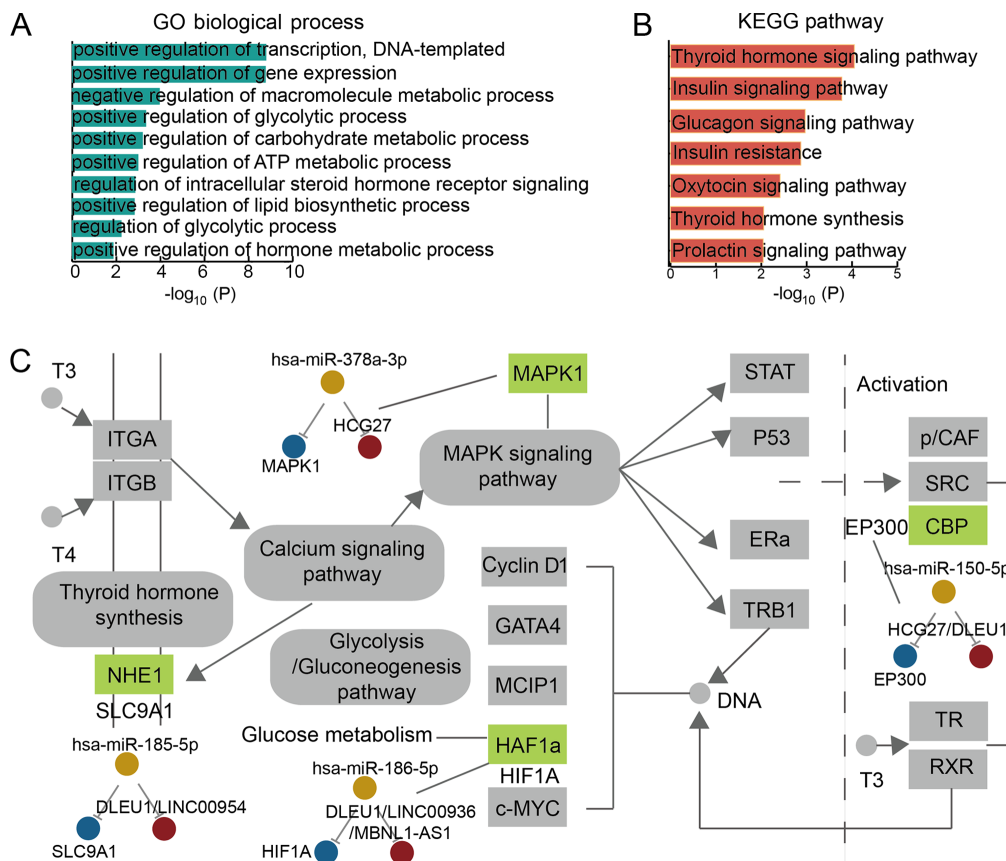 A
GO biological process
positive regulation of transcription, DNA-templated
positive regulation of gene expression
negative regulation of macromolecule metabolic process
positive regulation of glycolytic process
positive regulation of carbohydrate metabolic process
positive regulation of ATP metabolic process
regulation of intracellular steroid hormone receptor signaling
positive regulation of lipid biosynthetic process
regulation of glycolytic process
positive regulation of hormone metabolic process
0 2 4 6 8 10
-log10 (P)
B
KEGG pathway
Thyroid hormone signaling pathway
Insulin signaling pathway
Glucagon signaling pathway
Insulin resistance
Oxytocin signaling pathway
Thyroid hormone synthesis
Prolactin signaling pathway
0 1 2 3 4 5
-log10 (P)
C
T3
ITGA
ITGB
T4
Thyroid hormone
synthesis
NHE1
SLC9A1
hsa-miR-185-5p
DLEU1/LINC00954
SLC9A1
hsa-miR-378a-3p
HCG27
MAPK1
MAPK1
MAPK signaling
pathway
Calcium signaling
pathway
Glycolysis
/Gluconeogenesis
pathway
Glucose metabolism
hsa-miR-186-5p
DLEU1/LINC00936
/MBNL1-AS1
HIF1A
Cyclin D1
GATA4
MCIP1
HAF1a
HIF1A
c-MYC
STAT
P53
ERa
TRB1
DNA
Activation
p/CAF
SRC
EP300
CBP
hsa-miR-150-5p
HCG27/DLEU1
EP300
TR
RXR
T3